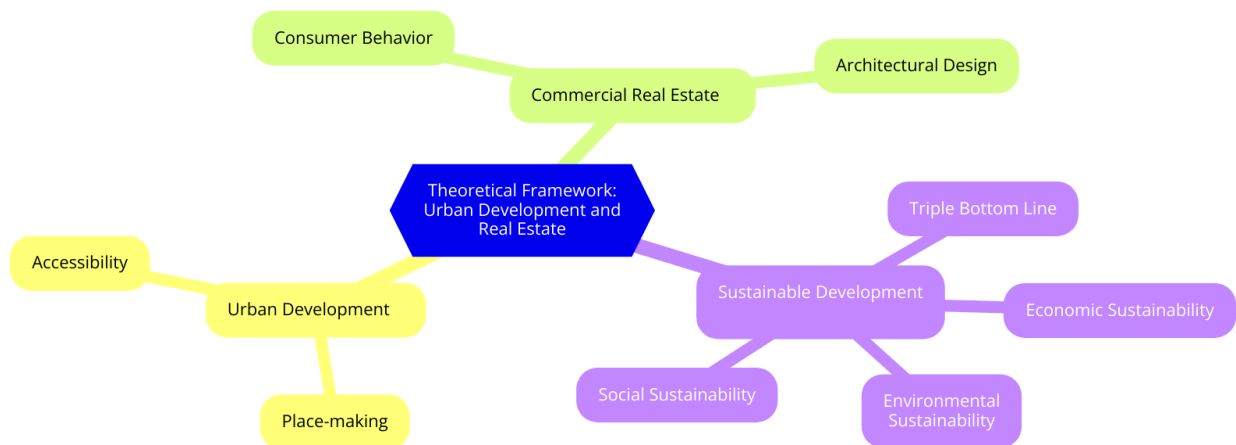 Consumer Behavior
Architectural Design
Commercial Real Estate
Theoretical Framework:
Urban Development and
Real Estate
Triple Bottom Line
Accessibility
Urban Development
Sustainable Development
Economic Sustainability
Social Sustainability
Environmental
Sustainability
Place-making